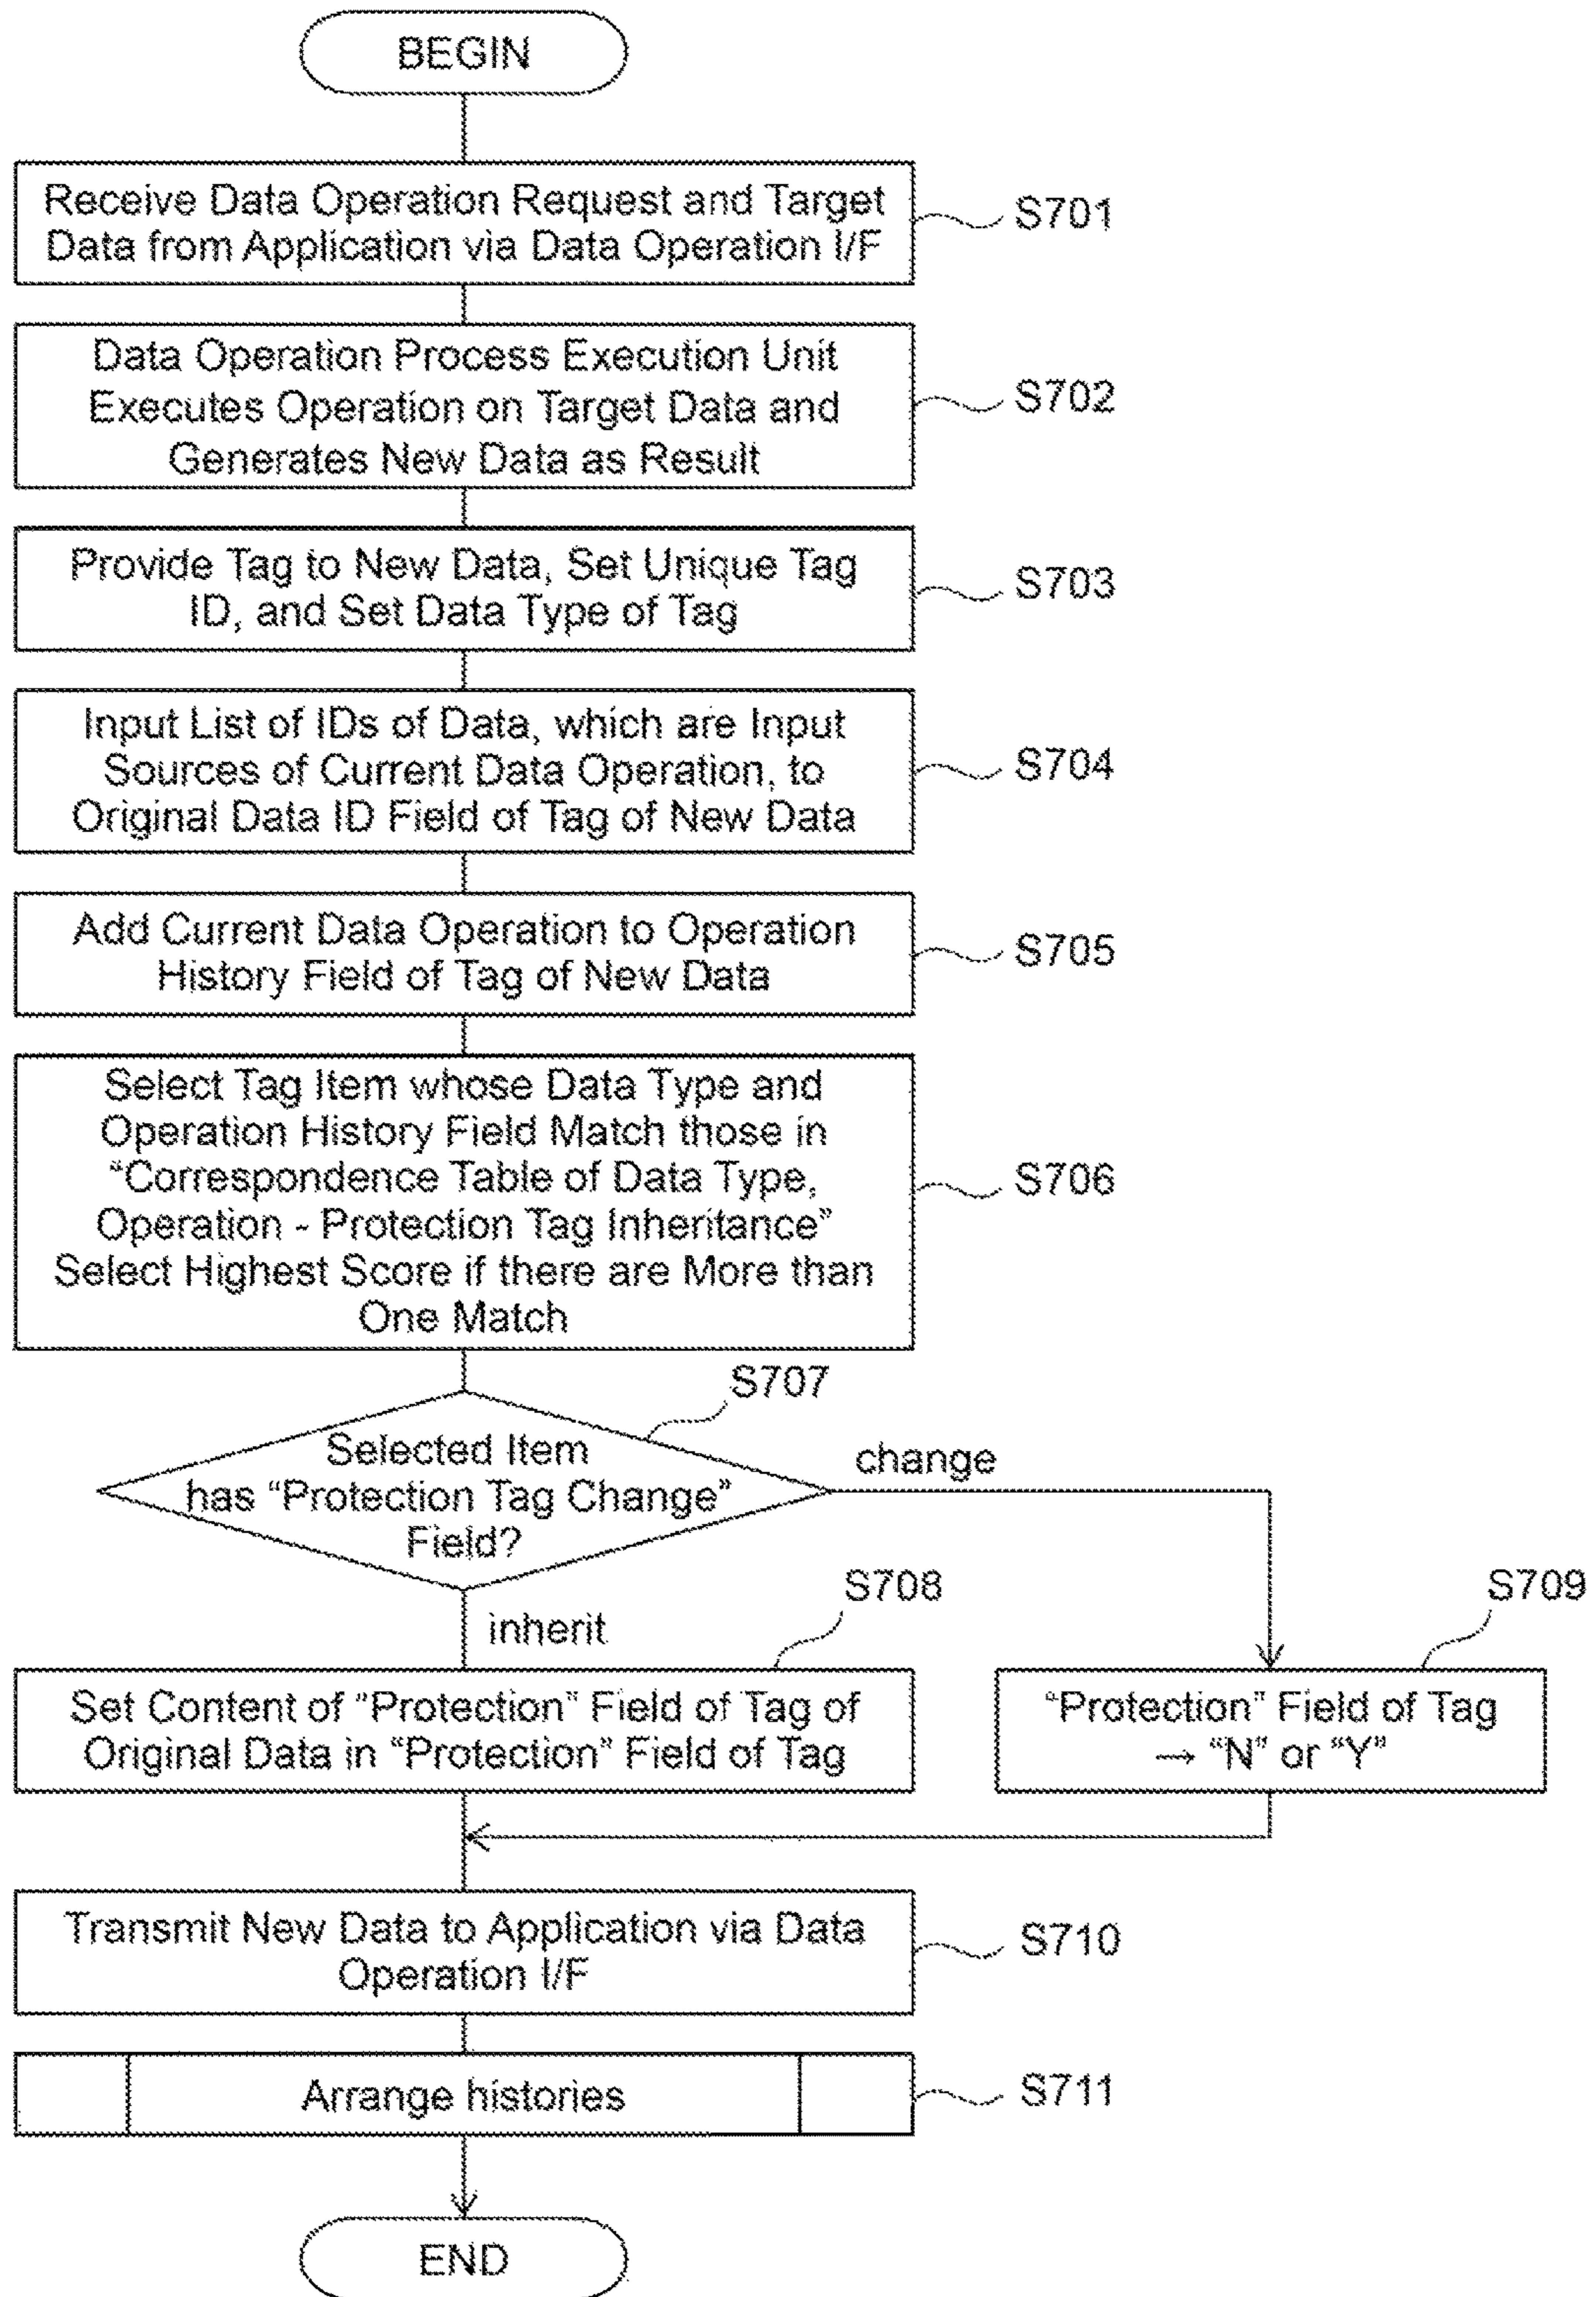 BEGIN
Receive Data Operation Request and Target
Data from Application via Data Operation I/F
S701
Data Operation Process Execution Unit
Executes Operation on Target Data and
Generates New Data as Result
S702
Provide Tag to New Data, Set Unique Tag
ID, and Set Data Type of Tag
S703
Input List of IDs of Data, which are Input
Sources of Current Data Operation, to
Original Data ID Field of Tag of New Data
S704
Add Current Data Operation to Operation
History Field of Tag of New Data
S705
Select Tag Item whose Data Type and
Operation History Field Match those in
“Correspondence Table of Data Type,
Operation - Protection Tag Inheritance”
Select Highest Score if there are More than
One Match
S706
S707
Selected Item
has “Protection Tag Change”
Field?
change
inherit
S708
Set Content of “Protection” Field of Tag of
Original Data in “Protection” Field of Tag
S709
“Protection” Field of Tag
→ “N” or “Y”
Transmit New Data to Application via Data
Operation I/F
S710
Arrange histories
S711
END